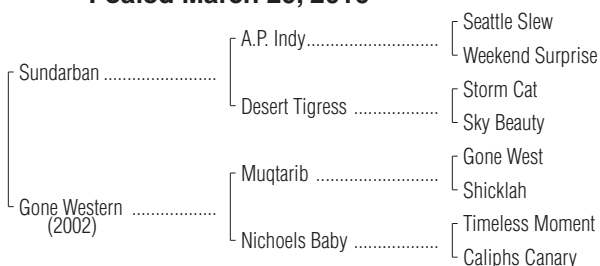 Foaled March 29, 2010
Seattle Slew
A.P. Indy
Weekend Surprise
Sundarban
Storm Cat
Desert Tigress
Sky Beauty
Gone West
Muqtarib
Shicklah
Gone Western
(2002)
Timeless Moment
Nichoels Baby
Caliphs Canary